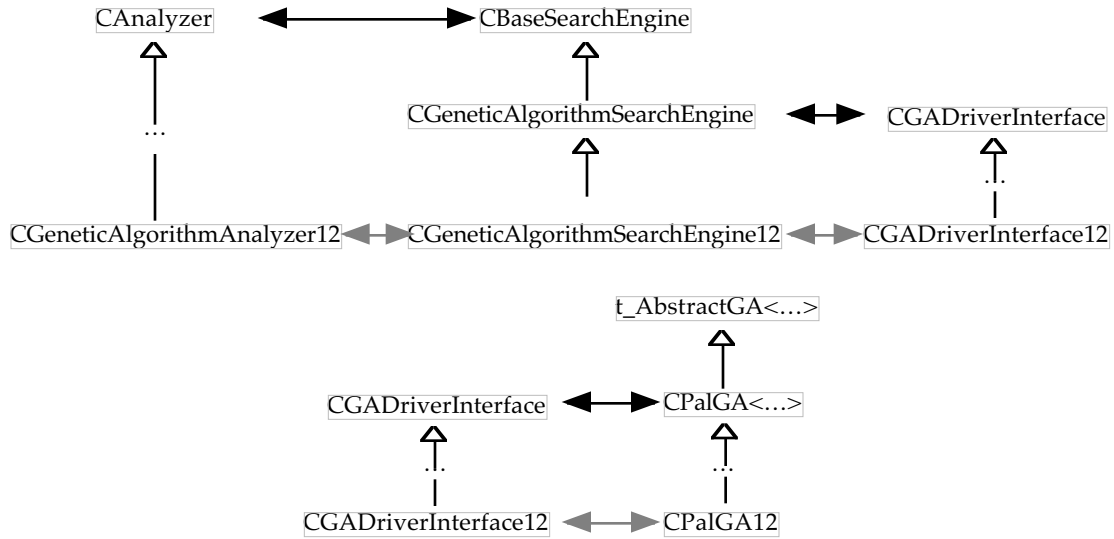 CAnalyzer CBaseSearchEngine
CGeneticAlgorithmSearchEngine CGADriverInterface
...
...
CGeneticAlgorithmAnalyzer12 CGeneticAlgorithmSearchEngine12 CGADriverInterface12
t_AbstractGA<...>
CGADriverInterface CPalGA<...>
... ...
CGADriverInterface12 CPalGA12